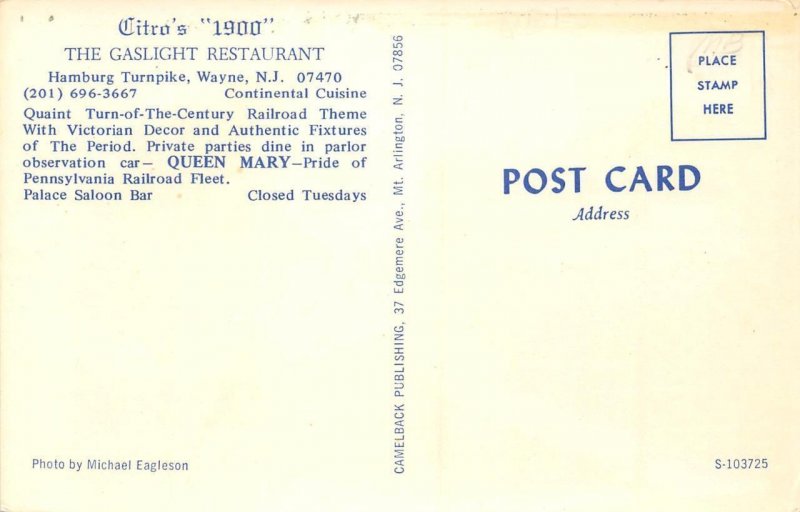 Citro's "1900"
THE GASLIGHT RESTAURANT
Hamburg Turnpike, Wayne, N.J. 07470
(201) 696-3667 Continental Cuisine
Quaint Turn-of-The-Century Railroad Theme
With Victorian Decor and Authentic Fixtures
of The Period. Private parties dine in parlor
observation car— QUEEN MARY—Pride of
Pennsylvania Railroad Fleet.
Palace Saloon Bar Closed Tuesdays
Photo by Michael Eagleson
CAMELBACK PUBLISHING, 37 Edgemere Ave., Mt. Arlington, N. J. 07856
PLACE
STAMP
HERE
POST CARD
Address
S-103725